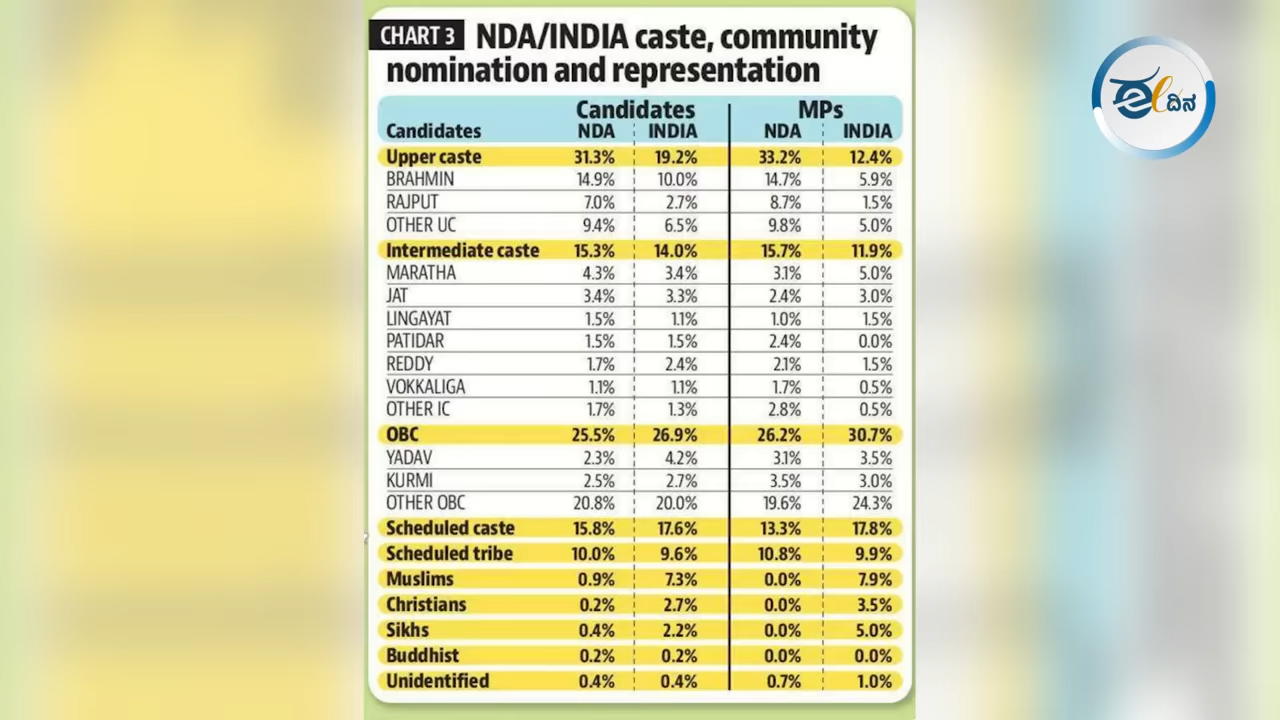 CHART 3 NDA/INDIA caste, community
nomination and representation
Candidates MPs
Candidates NDA INDIA NDA INDIA
Upper caste 31.3% 19.2% 33.2% 12.4%
BRAHMIN 14.9% 10.0% 14.7% 5.9%
RAJPUT 7.0% 2.7% 8.7% 1.5%
OTHER UC 9.4% 6.5% 9.8% 5.0%
Intermediate caste 15.3% 14.0% 15.7% 11.9%
MARATHA 4.3% 3.4% 3.1% 5.0%
JAT 3.4% 3.3% 2.4% 3.0%
LINGAYAT 1.5% 1.1% 1.0% 1.5%
PATIDAR 1.5% 1.5% 2.4% 0.0%
REDDY 1.7% 2.4% 2.1% 1.5%
VOKKALIGA 1.1% 1.1% 1.7% 0.5%
OTHER IC 1.7% 1.3% 2.8% 0.5%
OBC 25.5% 26.9% 26.2% 30.7%
YADAV 2.3% 4.2% 3.1% 3.5%
KURMI 2.5% 2.7% 3.5% 3.0%
OTHER OBC 20.8% 20.0% 19.6% 24.3%
Scheduled caste 15.8% 17.6% 13.3% 17.8%
Scheduled tribe 10.0% 9.6% 10.8% 9.9%
Muslims 0.9% 7.3% 0.0% 7.9%
Christians 0.2% 2.7% 0.0% 3.5%
Sikhs 0.4% 2.2% 0.0% 5.0%
Buddhist 0.2% 0.2% 0.0% 0.0%
Unidentified 0.4% 0.4% 0.7% 1.0%
ದಿನ